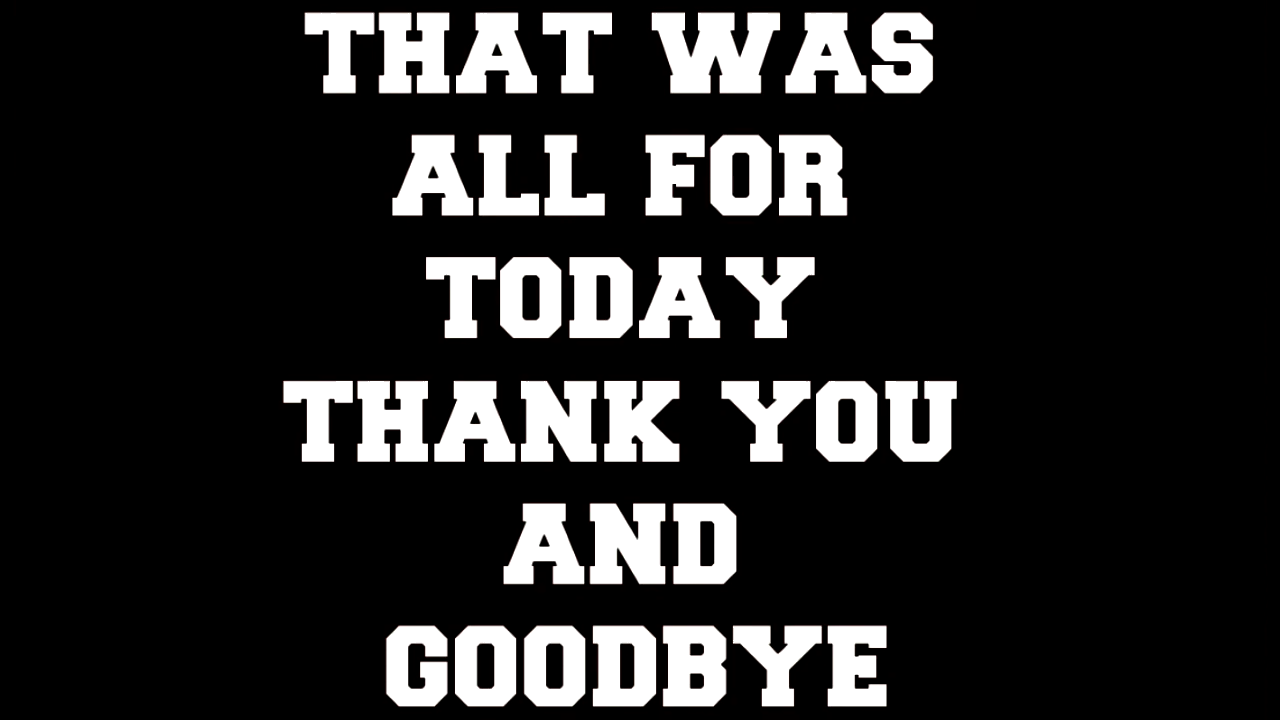 THAT WAS
ALL FOR
TODAY
THANK YOU
AND
GOODBYE